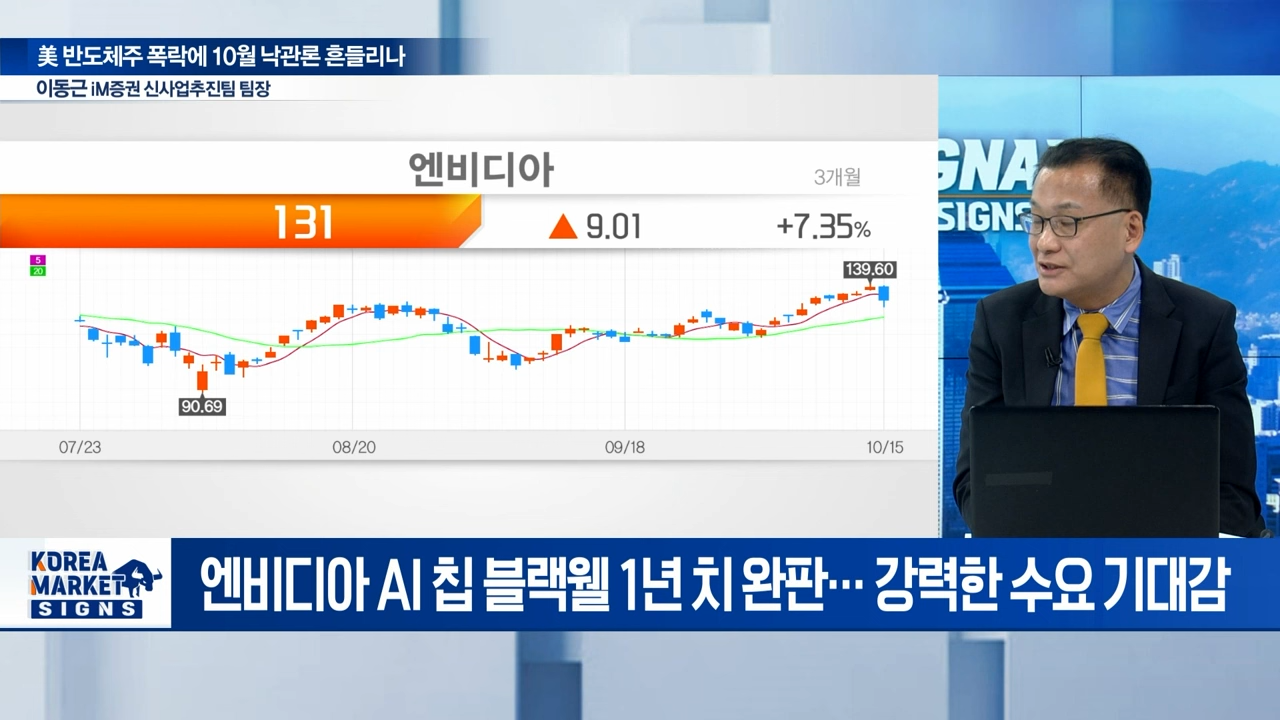 美 반도체주 폭락에 10월 낙관론 흔들리나
이동근 iM증권 신사업추진팀 팀장
엔비디아
3개월
131
▲ 9.01
+7.35%
5
20
139.60
90.69
07/23
08/20
09/18
10/15
GNA
SIGNS
KOREA
MARKET
SIGNS
엔비디아 AI 칩 블랙웰 1년 치 완판… 강력한 수요 기대감